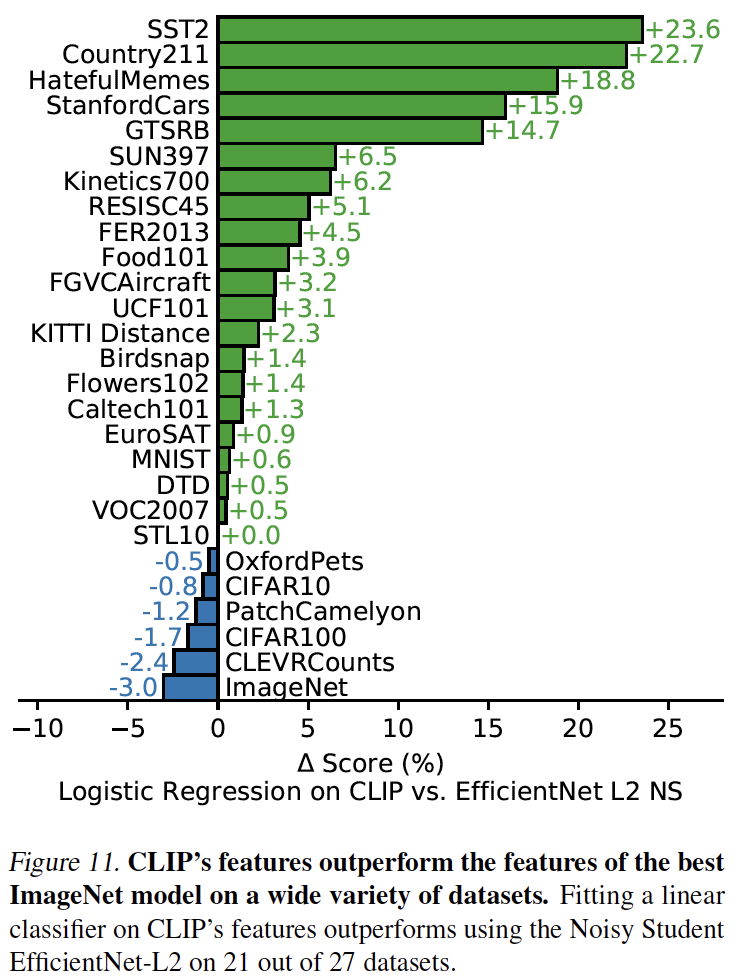 SST2 +23.6
Country211 +22.7
HatefulMemes +18.8
StanfordCars +15.9
GTSRB +14.7
SUN397 +6.5
Kinetics700 +6.2
RESISC45 +5.1
FER2013 +4.5
Food101 +3.9
FGVCAircraft +3.2
UCF101 +3.1
KITTI Distance +2.3
Birdsnap +1.4
Flowers102 +1.4
Caltech101 +1.3
EuroSAT +0.9
MNIST +0.6
DTD +0.5
VOC2007 +0.5
STL10 +0.0
-0.5 OxfordPets
-0.8 CIFAR10
-1.2 PatchCamelyon
-1.7 CIFAR100
-2.4 CLEVRCounts
-3.0 ImageNet
−10 −5 0 5 10 15 20 25
Δ Score (%)
Logistic Regression on CLIP vs. EfficientNet L2 NS
Figure 11. CLIP's features outperform the features of the best
ImageNet model on a wide variety of datasets. Fitting a linear
classifier on CLIP's features outperforms using the Noisy Student
EfficientNet-L2 on 21 out of 27 datasets.